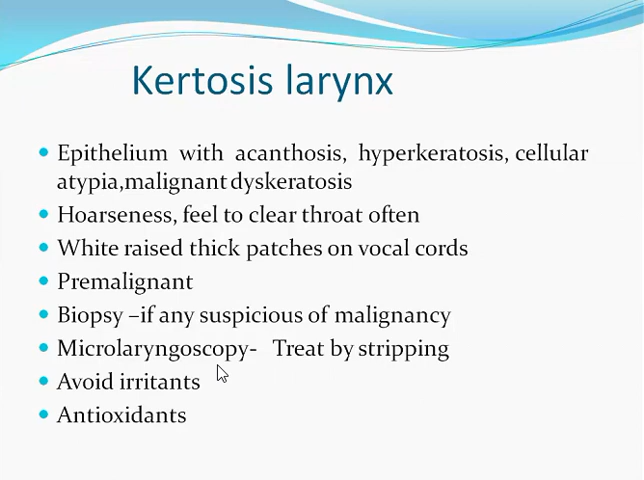 Kertosis larynx
Epithelium with acanthosis, hyperkeratosis, cellular
atypia,malignant dyskeratosis
Hoarseness, feel to clear throat often
White raised thick patches on vocal cords
Premalignant
Biopsy –if any suspicious of malignancy
Microlaryngoscopy- Treat by stripping
Avoid irritants
Antioxidants